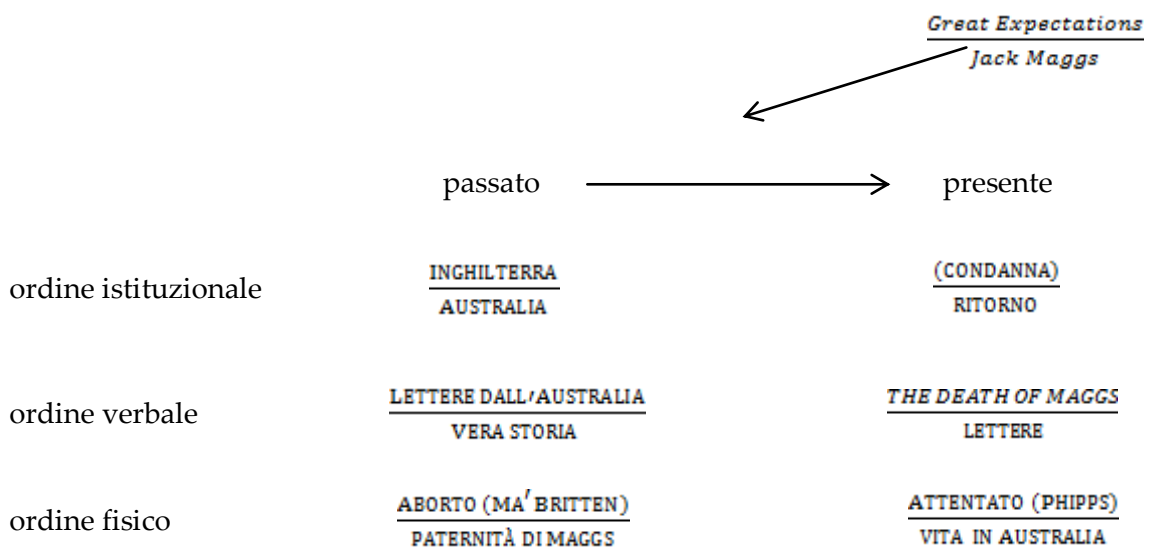 Great Expectations
Jack Maggs
passato presente
ordine istituzionale INGHILTERRA (CONDANNA)
AUSTRALIA RITORNO
ordine verbale LETTERE DALL′AUSTRALIA THE DEATH OF MAGGS
VERA STORIA LETTERE
ordine fisico ABORTO (MA′BRITTEN) ATTENTATO (PHIPPS)
PATERNITÀ DI MAGGS VITA IN AUSTRALIA